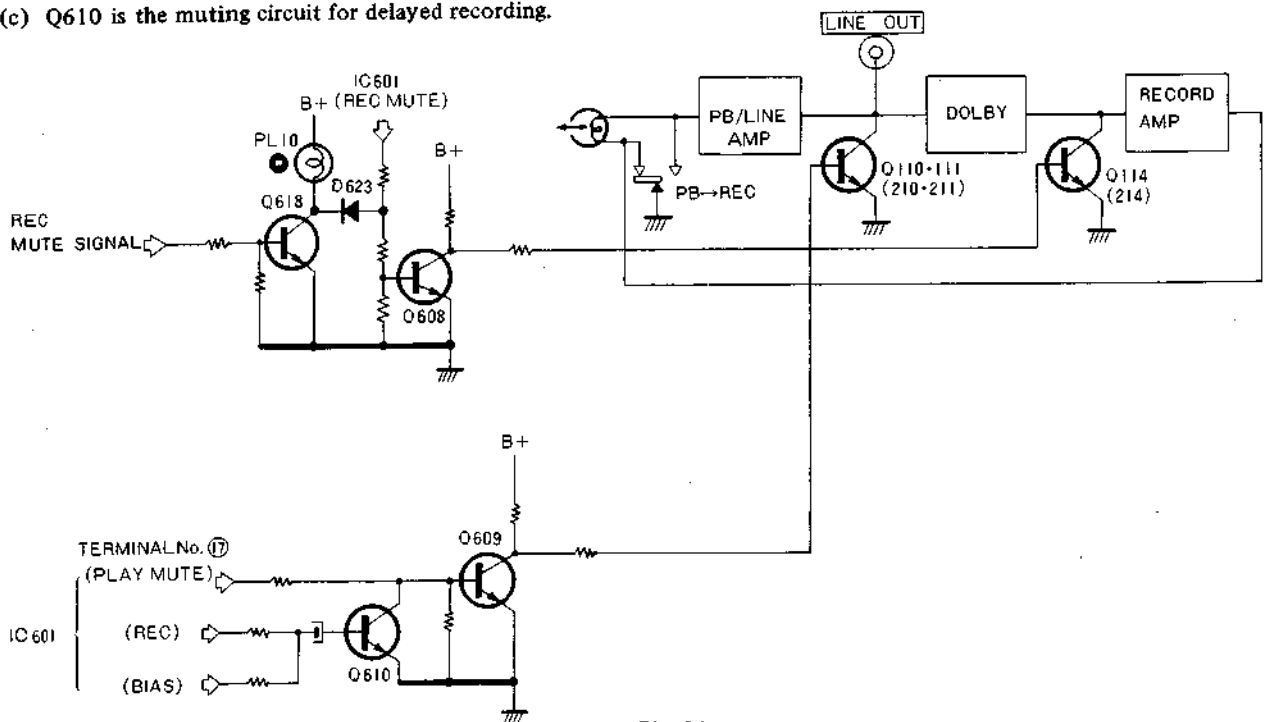 (c) Q610 is the muting circuit for delayed recording.
LINE OUT
IC601
B+ (REC MUTE)
PL10
B+
D623
Q618
REC
MUTE SIGNAL
Q608
PB/LINE
AMP
DOLBY
RECORD
AMP
PB→REC
Q110·111
(210·211)
Q114
(214)
B+
Q609
TERMINAL No. ⑰
(PLAY MUTE)
IC601
(REC)
(BIAS)
Q610